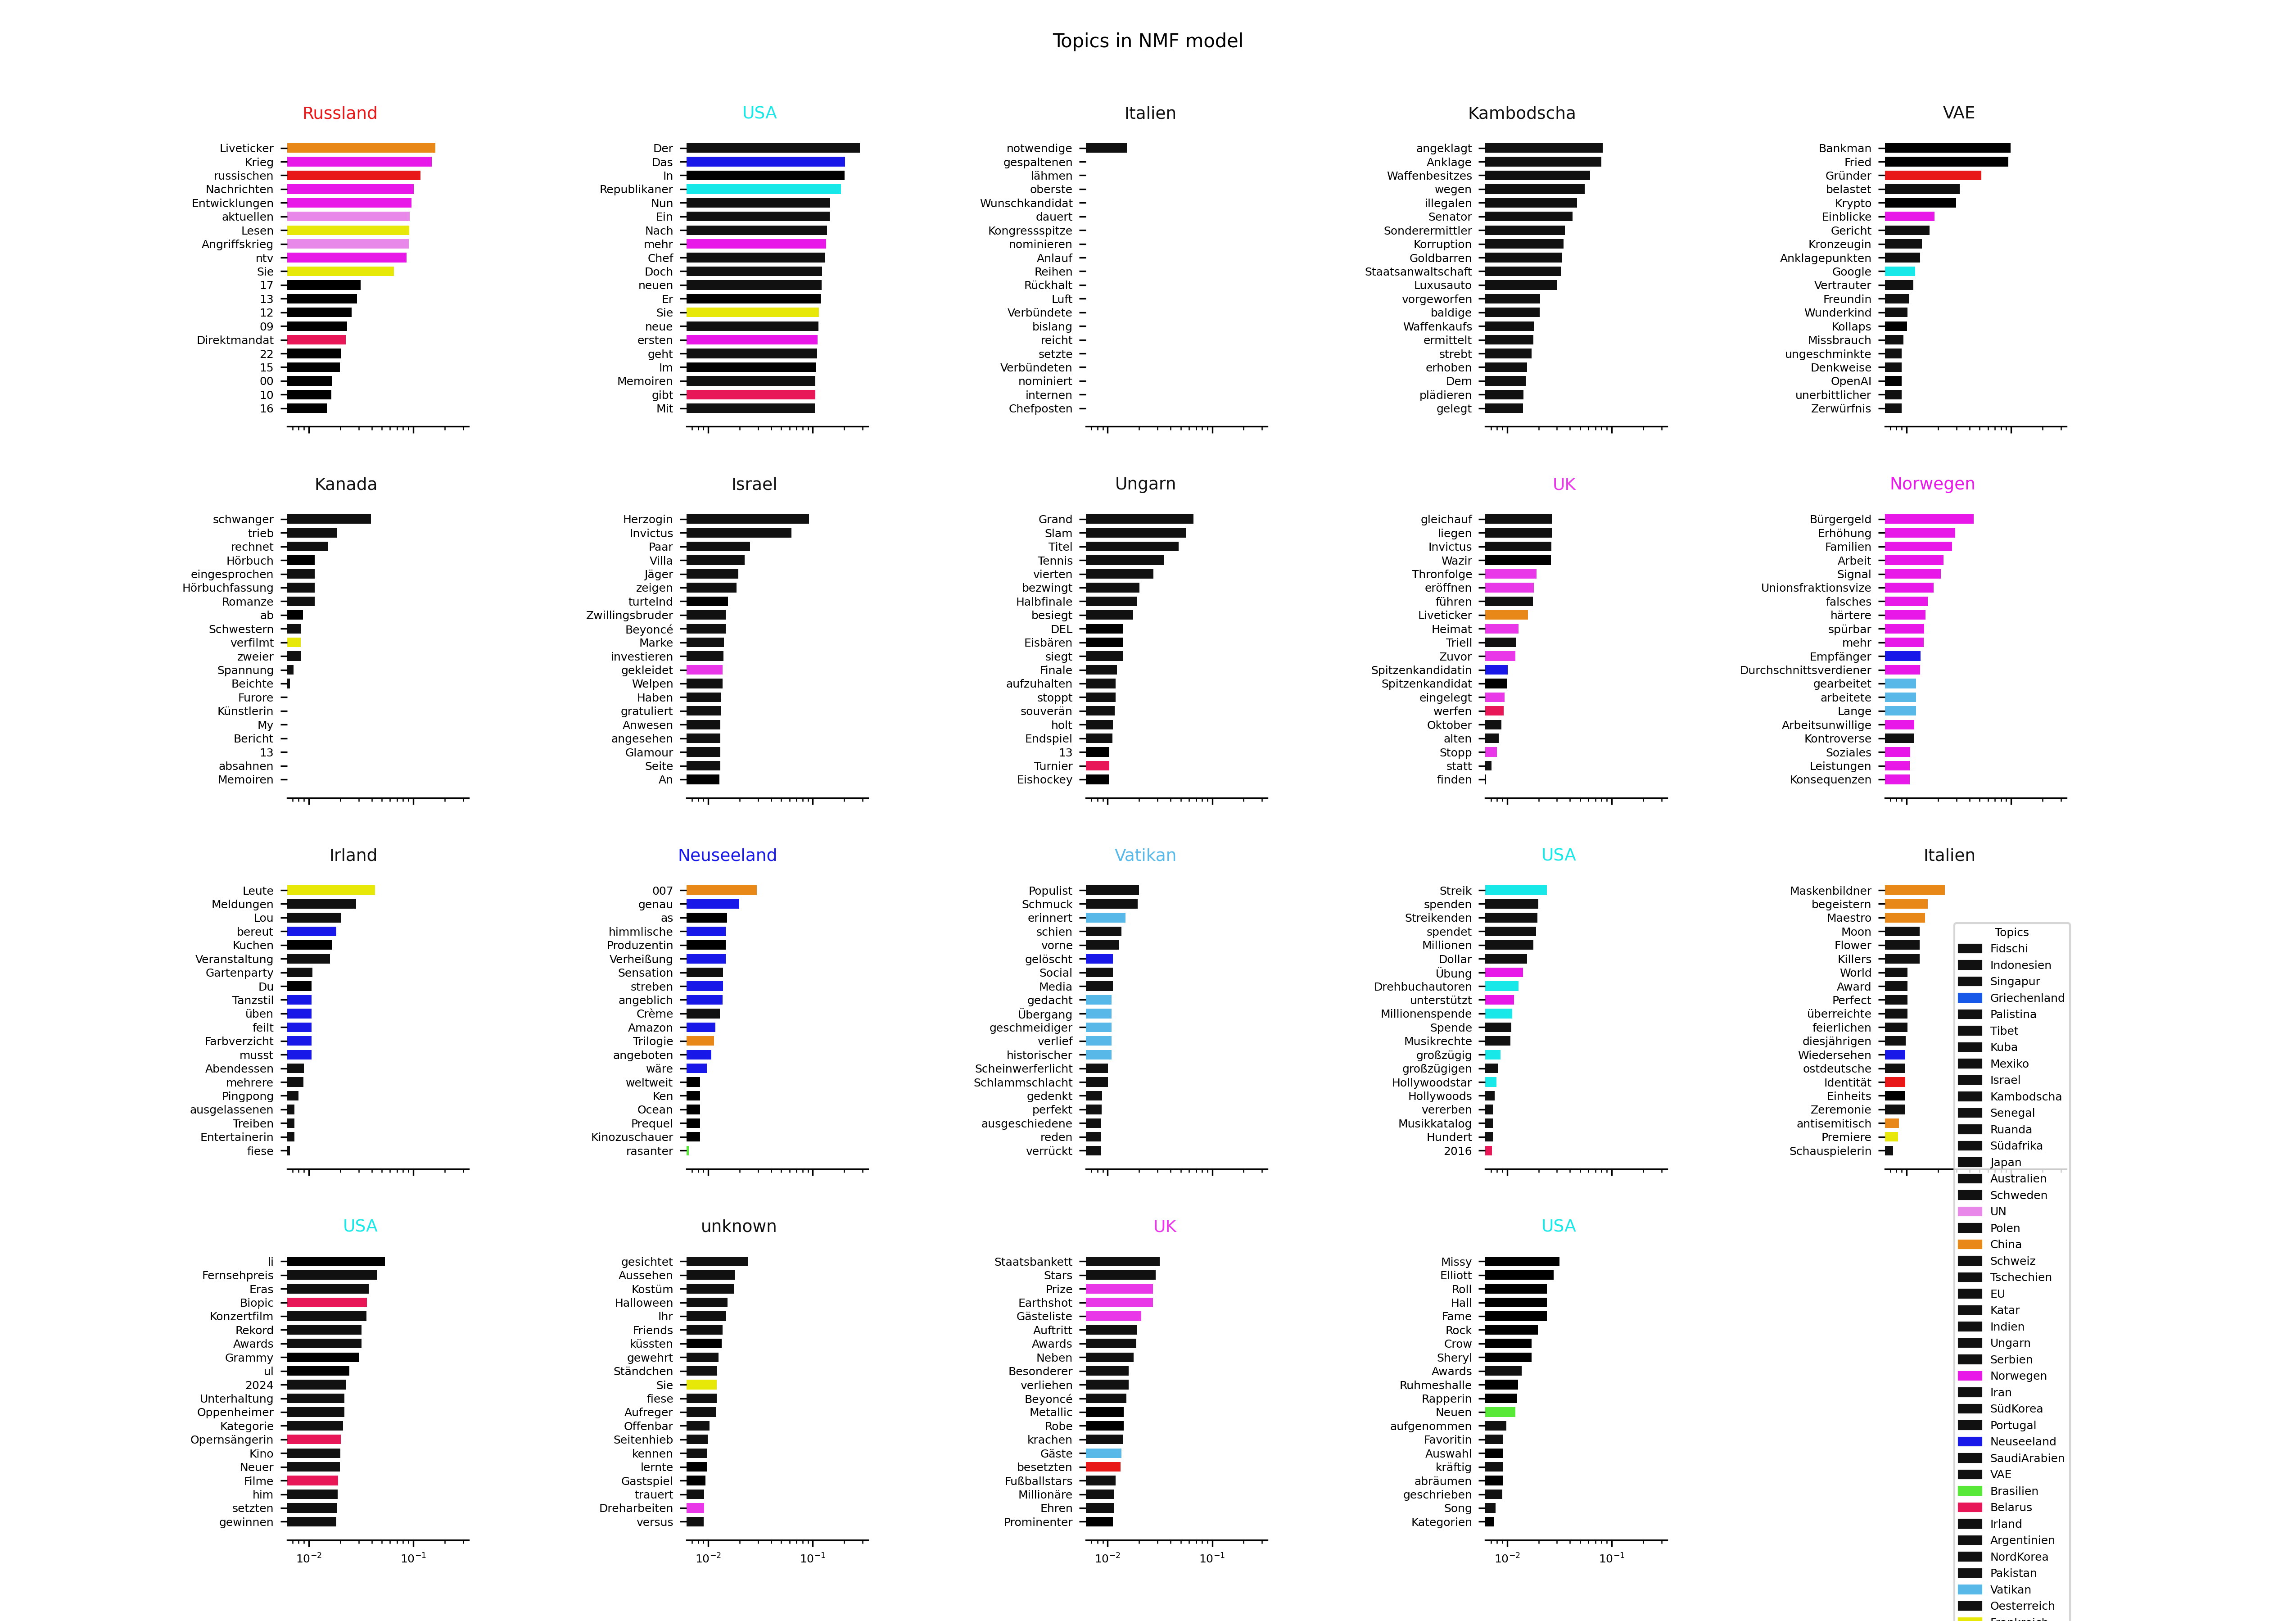 Topics in NMF model
Russland
Liveticker
Krieg
russischen
Nachrichten
Entwicklungen
aktuellen
Lesen
Angriffskrieg
ntv
Sie
17
13
12
09
Direktmandat
22
15
00
10
16
USA
Der
Das
In
Republikaner
Nun
Ein
Nach
mehr
Chef
Doch
neuen
Er
Sie
neue
ersten
geht
Im
Memoiren
gibt
Mit
Italien
notwendige
gespaltenen
lähmen
oberste
Wunschkandidat
dauert
Kongressspitze
nominieren
Anlauf
Reihen
Rückhalt
Luft
Verbündete
bislang
reicht
setzte
Verbündeten
nominiert
internen
Chefposten
Kambodscha
angeklagt
Anklage
Waffenbesitzes
wegen
illegalen
Senator
Sonderermittler
Korruption
Goldbarren
Staatsanwaltschaft
Luxusauto
vorgeworfen
baldige
Waffenkaufs
ermittelt
strebt
erhoben
Dem
plädieren
gelegt
VAE
Bankman
Fried
Gründer
belastet
Krypto
Einblicke
Gericht
Kronzeugin
Anklagepunkten
Google
Vertrauter
Freundin
Wunderkind
Kollaps
Missbrauch
ungeschminkte
Denkweise
OpenAI
unerbittlicher
Zerwürfnis
Kanada
schwanger
trieb
rechnet
Hörbuch
eingesprochen
Hörbuchfassung
Romanze
ab
Schwestern
verfilmt
zweier
Spannung
Beichte
Furore
Künstlerin
My
Bericht
13
absahnen
Memoiren
Israel
Herzogin
Invictus
Paar
Villa
Jäger
zeigen
turtelnd
Zwillingsbruder
Beyoncé
Marke
investieren
gekleidet
Welpen
Haben
gratuliert
Anwesen
angesehen
Glamour
Seite
An
Ungarn
Grand
Slam
Titel
Tennis
vierten
bezwingt
Halbfinale
besiegt
DEL
Eisbären
siegt
Finale
aufzuhalten
stoppt
souverän
holt
Endspiel
13
Turnier
Eishockey
UK
gleichauf
liegen
Invictus
Wazir
Thronfolge
eröffnen
führen
Liveticker
Heimat
Triell
Zuvor
Spitzenkandidatin
Spitzenkandidat
eingelegt
werfen
Oktober
alten
Stopp
statt
finden
Norwegen
Bürgergeld
Erhöhung
Familien
Arbeit
Signal
Unionsfraktionsvize
falsches
härtere
spürbar
mehr
Empfänger
Durchschnittsverdiener
gearbeitet
arbeitete
Lange
Arbeitsunwillige
Kontroverse
Soziales
Leistungen
Konsequenzen
Irland
Leute
Meldungen
Lou
bereut
Kuchen
Veranstaltung
Gartenparty
Du
Tanzstil
üben
feilt
Farbverzicht
musst
Abendessen
mehrere
Pingpong
ausgelassenen
Treiben
Entertainerin
fiese
Neuseeland
007
genau
as
himmlische
Produzentin
Verheißung
Sensation
streben
angeblich
Crème
Amazon
Trilogie
angeboten
wäre
weltweit
Ken
Ocean
Prequel
Kinozuschauer
rasanter
Vatikan
Populist
Schmuck
erinnert
schien
vorne
gelöscht
Social
Media
gedacht
Übergang
geschmeidiger
verlief
historischer
Scheinwerferlicht
Schlammschlacht
gedenkt
perfekt
ausgeschiedene
reden
verrückt
USA
Streik
spenden
Streikenden
spendet
Millionen
Dollar
Übung
Drehbuchautoren
unterstützt
Millionenspende
Spende
Musikrechte
großzügig
großzügigen
Hollywoodstar
Hollywoods
vererben
Musikkatalog
Hundert
2016
Italien
Maskenbildner
begeistern
Maestro
Moon
Flower
Killers
World
Award
Perfect
überreichte
feierlichen
diesjährigen
Wiedersehen
ostdeutsche
Identität
Einheits
Zeremonie
antisemitisch
Premiere
Schauspielerin
USA
li
Fernsehpreis
Eras
Biopic
Konzertfilm
Rekord
Awards
Grammy
ul
2024
Unterhaltung
Oppenheimer
Kategorie
Opernsängerin
Kino
Neuer
Filme
him
setzten
gewinnen
10⁻² 10⁻¹
unknown
gesichtet
Aussehen
Kostüm
Halloween
Ihr
Friends
küssten
gewehrt
Ständchen
Sie
fiese
Aufreger
Offenbar
Seitenhieb
kennen
lernte
Gastspiel
trauert
Dreharbeiten
versus
10⁻² 10⁻¹
UK
Staatsbankett
Stars
Prize
Earthshot
Gästeliste
Auftritt
Awards
Neben
Besonderer
verliehen
Beyoncé
Metallic
Robe
krachen
Gäste
besetzten
Fußballstars
Millionäre
Ehren
Prominenter
10⁻² 10⁻¹
USA
Missy
Elliott
Roll
Hall
Fame
Rock
Crow
Sheryl
Awards
Ruhmeshalle
Rapperin
Neuen
aufgenommen
Favoritin
Auswahl
kräftig
abräumen
geschrieben
Song
Kategorien
10⁻² 10⁻¹
Topics
Fidschi
Indonesien
Singapur
Griechenland
Palistina
Tibet
Kuba
Mexiko
Israel
Kambodscha
Senegal
Ruanda
Südafrika
Japan
Australien
Schweden
UN
Polen
China
Schweiz
Tschechien
EU
Katar
Indien
Ungarn
Serbien
Norwegen
Iran
SüdKorea
Portugal
Neuseeland
SaudiArabien
VAE
Brasilien
Belarus
Irland
Argentinien
NordKorea
Pakistan
Vatikan
Oesterreich